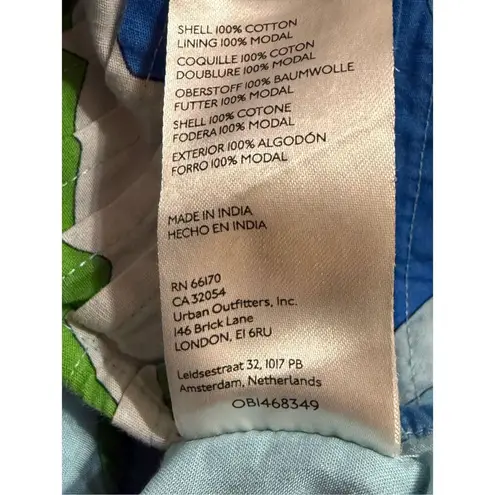 SHELL 100% COTTON
LINING 100% MODAL
COQUILLE 100% COTON
DOUBLURE 100% MODAL
OBERSTOFF 100% BAUMWOLLE
FUTTER 100% MODAL
SHELL 100% COTONE
FODERA 100% MODAL
EXTERIOR 100% ALGODÓN
FORRO 100% MODAL
MADE IN INDIA
HECHO EN INDIA
RN 66170
CA 32054
Urban Outfitters, Inc.
146 Brick Lane
LONDON, E1 6RU
Leidsestraat 32, 1017 PB
Amsterdam, Netherlands
OB1468349